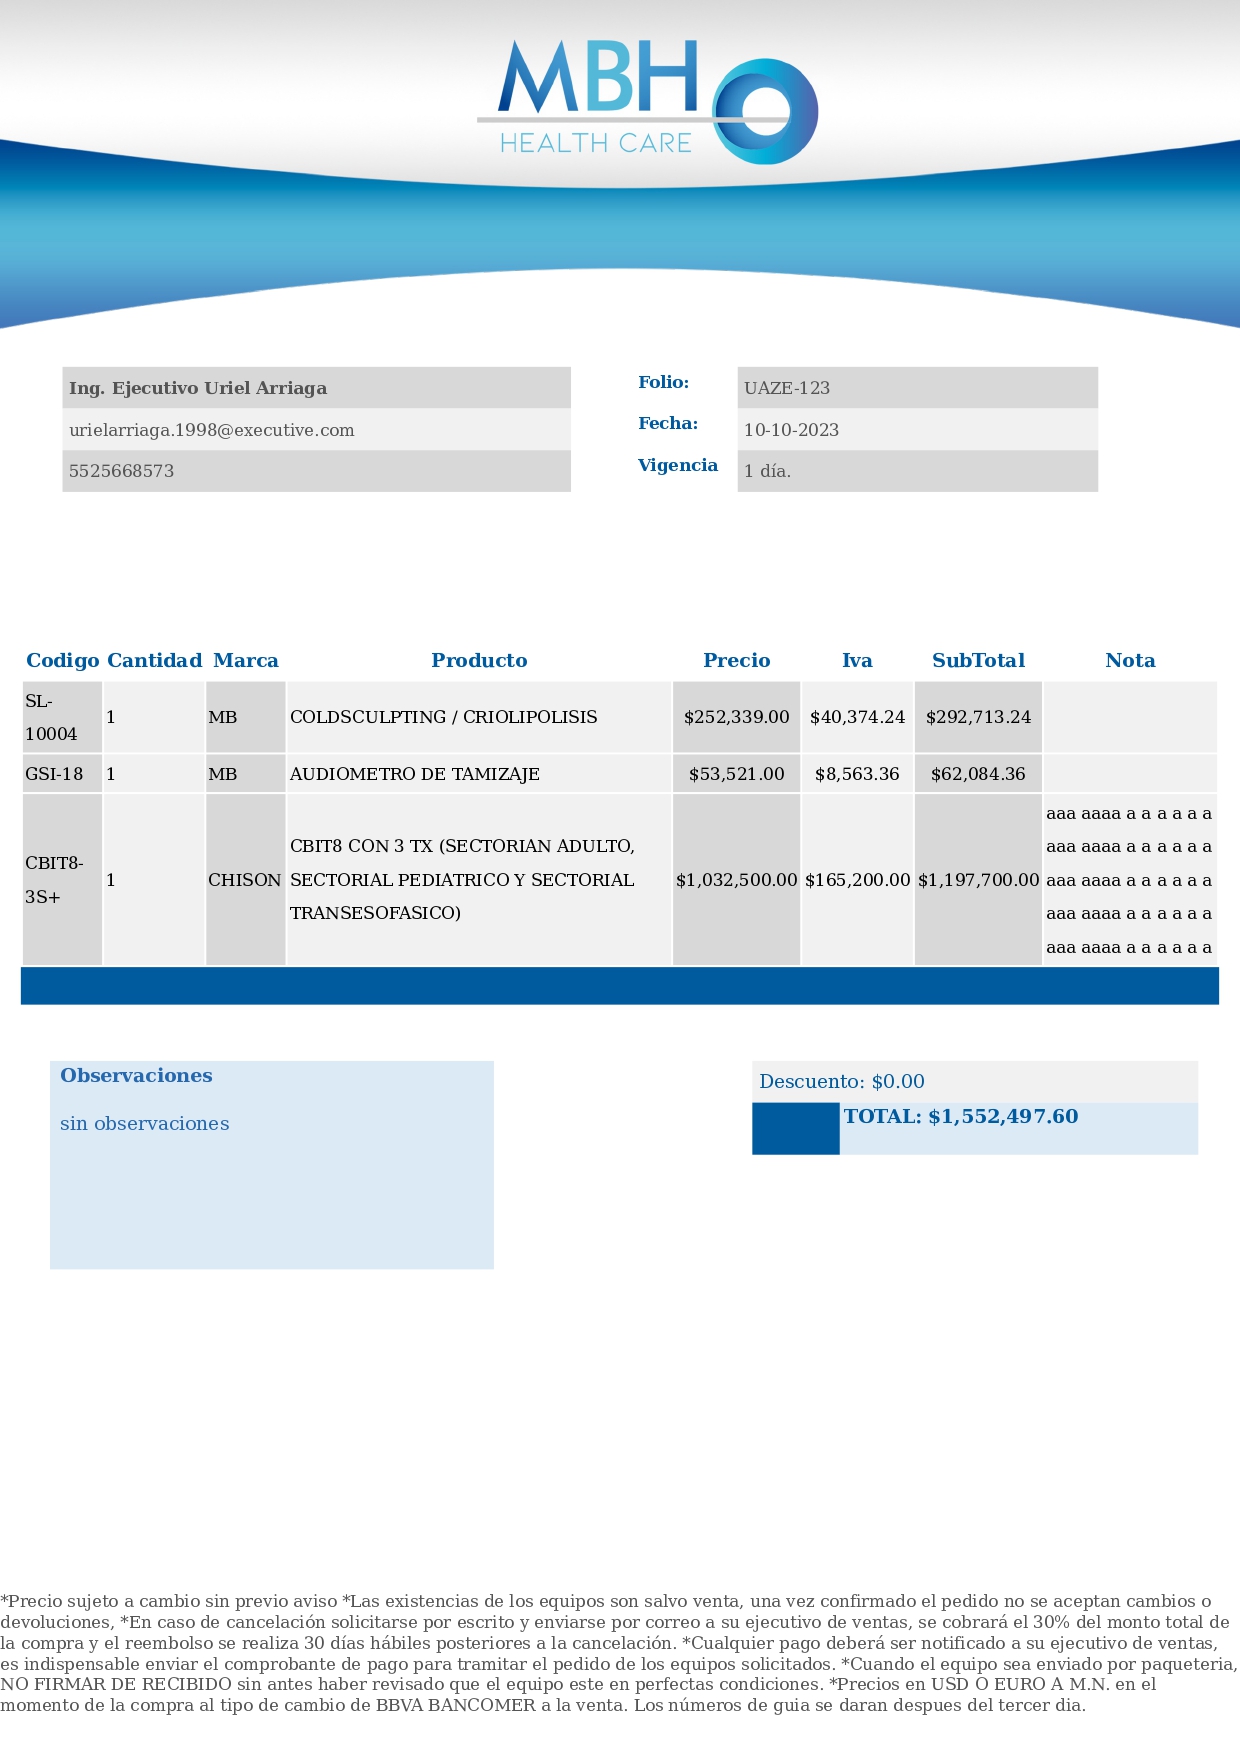 MBH
HEALTH CARE
Ing. Ejecutivo Uriel Arriaga
urielarriaga.1998@executive.com
5525668573
Folio: UAZE-123
Fecha: 10-10-2023
Vigencia 1 día.
Codigo Cantidad Marca Producto Precio Iva SubTotal Nota
SL-
10004 1 MB COLDSCULPTING / CRIOLIPOLISIS $252,339.00 $40,374.24 $292,713.24
GSI-18 1 MB AUDIOMETRO DE TAMIZAJE $53,521.00 $8,563.36 $62,084.36
CBIT8-
3S+ 1 CHISON CBIT8 CON 3 TX (SECTORIAN ADULTO,
SECTORIAL PEDIATRICO Y SECTORIAL
TRANSESOFASICO) $1,032,500.00 $165,200.00 $1,197,700.00
aaa aaaa a a a a a a
aaa aaaa a a a a a a
aaa aaaa a a a a a a
aaa aaaa a a a a a a
aaa aaaa a a a a a a
Observaciones
sin observaciones
Descuento: $0.00
TOTAL: $1,552,497.60
*Precio sujeto a cambio sin previo aviso *Las existencias de los equipos son salvo venta, una vez confirmado el pedido no se aceptan cambios o
devoluciones, *En caso de cancelación solicitarse por escrito y enviarse por correo a su ejecutivo de ventas, se cobrará el 30% del monto total de
la compra y el reembolso se realiza 30 días hábiles posteriores a la cancelación. *Cualquier pago deberá ser notificado a su ejecutivo de ventas,
es indispensable enviar el comprobante de pago para tramitar el pedido de los equipos solicitados. *Cuando el equipo sea enviado por paqueteria,
NO FIRMAR DE RECIBIDO sin antes haber revisado que el equipo este en perfectas condiciones. *Precios en USD O EURO A M.N. en el
momento de la compra al tipo de cambio de BBVA BANCOMER a la venta. Los números de guia se daran despues del tercer dia.